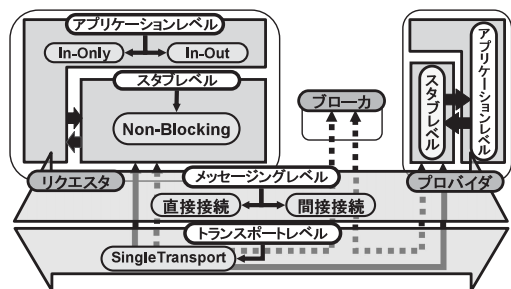 アプリケーションレベル
In-Only
In-Out
スタブレベル
Non-Blocking
ブローカ
スタブレベル
アプリケーションレベル
リクエスタ
メッセージングレベル
プロバイダ
直接接続
間接接続
トランスポートレベル
SingleTransport